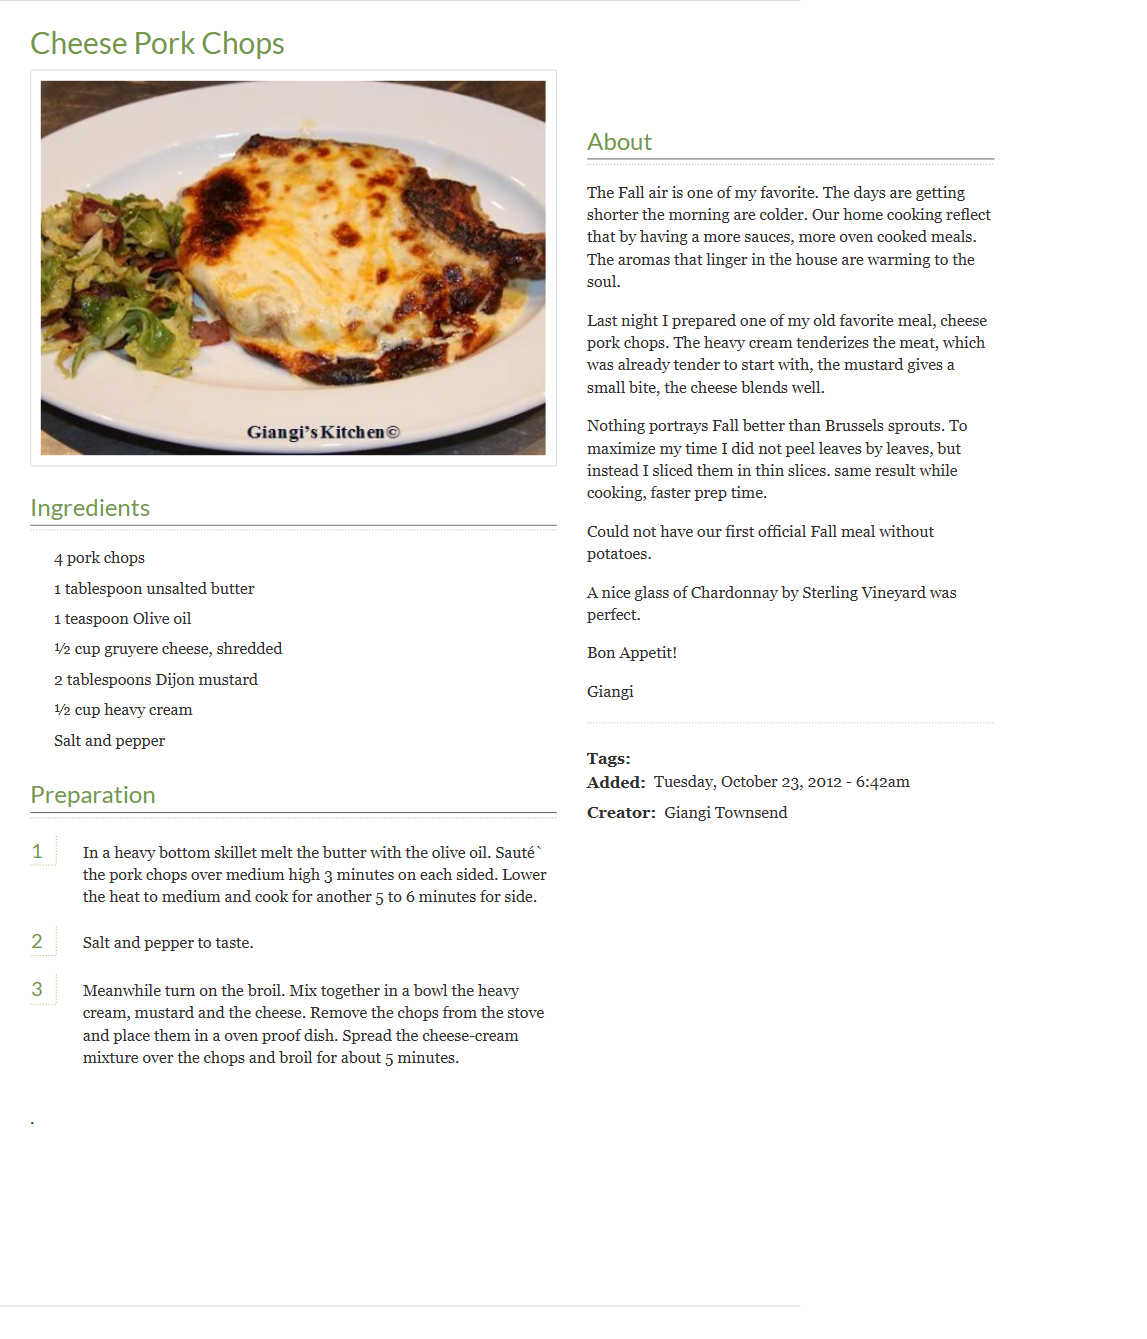 Cheese Pork Chops
Giangi's Kitchen©
Ingredients
4 pork chops
1 tablespoon unsalted butter
1 teaspoon Olive oil
½ cup gruyere cheese, shredded
2 tablespoons Dijon mustard
½ cup heavy cream
Salt and pepper
Preparation
1
In a heavy bottom skillet melt the butter with the olive oil. Sauté`
the pork chops over medium high 3 minutes on each sided. Lower
the heat to medium and cook for another 5 to 6 minutes for side.
2
Salt and pepper to taste.
3
Meanwhile turn on the broil. Mix together in a bowl the heavy
cream, mustard and the cheese. Remove the chops from the stove
and place them in a oven proof dish. Spread the cheese-cream
mixture over the chops and broil for about 5 minutes.
.
About
The Fall air is one of my favorite. The days are getting
shorter the morning are colder. Our home cooking reflect
that by having a more sauces, more oven cooked meals.
The aromas that linger in the house are warming to the
soul.
Last night I prepared one of my old favorite meal, cheese
pork chops. The heavy cream tenderizes the meat, which
was already tender to start with, the mustard gives a
small bite, the cheese blends well.
Nothing portrays Fall better than Brussels sprouts. To
maximize my time I did not peel leaves by leaves, but
instead I sliced them in thin slices. same result while
cooking, faster prep time.
Could not have our first official Fall meal without
potatoes.
A nice glass of Chardonnay by Sterling Vineyard was
perfect.
Bon Appetit!
Giangi
Tags:
Added: Tuesday, October 23, 2012 - 6:42am
Creator: Giangi Townsend